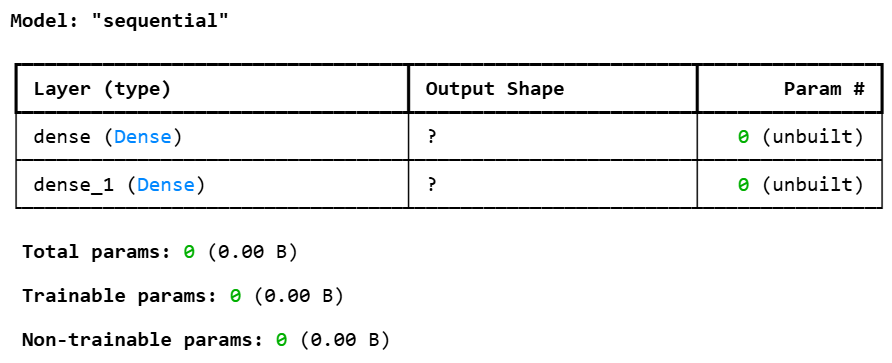 Model: "sequential"
Layer (type) Output Shape Param #
dense (Dense) ? 0 (unbuilt)
dense_1 (Dense) ? 0 (unbuilt)
Total params: 0 (0.00 B)
Trainable params: 0 (0.00 B)
Non-trainable params: 0 (0.00 B)